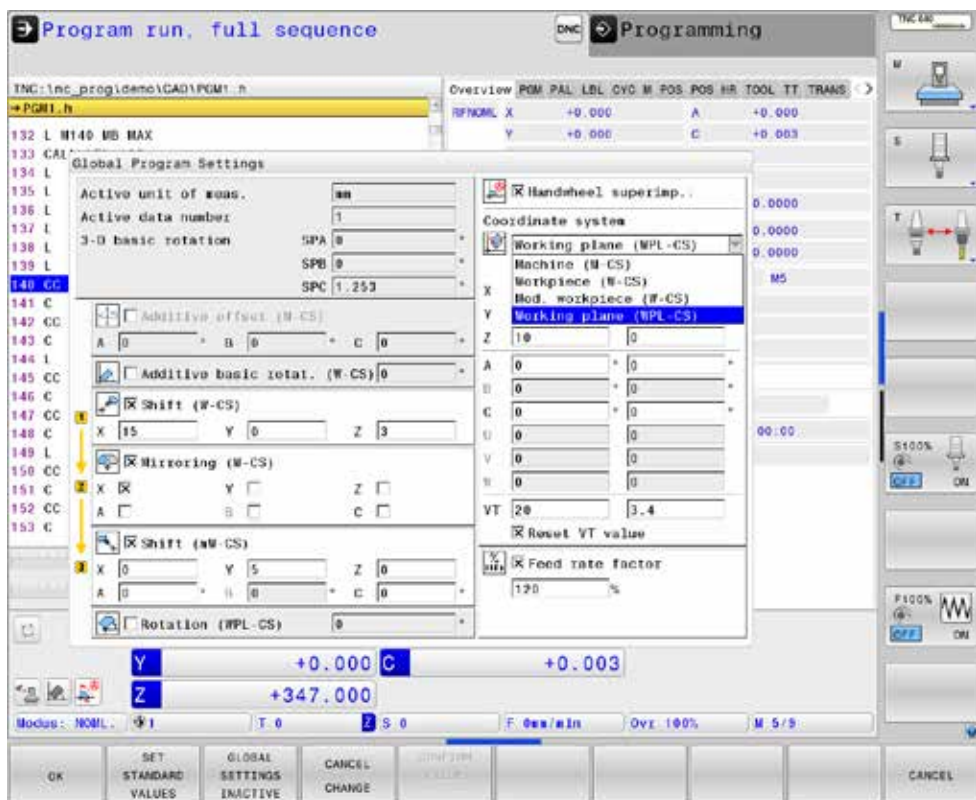 Program run, full sequence
DNC
Programming
TNC 640
TNC:\nc_prog\demo\CAD\PGM1.h
→PGM1.h
Overview PGM PAL LBL CYC M POS POS HR TOOL TT TRANS
RFNOML X +0.000 A +0.000
Y +0.000 C +0.003
132 L M140 MB MAX
133 CAL
134 L
135 L
136 L
137 L
138 L
139 L
140 CC
141 C
142 CC
143 C
144 L
145 CC
146 C
147 CC
148 C
149 L
150 CC
151 C
152 CC
153 C
Global Program Settings
Active unit of meas. mm
Active data number 1
3-D basic rotation SPA 0 °
SPB 0 °
SPC 1.253 °
Additive offset (M-CS)
A 0 ° B 0 ° C 0 °
Additive basic rotat. (W-CS) 0 °
Shift (W-CS)
1
X 15 Y 0 Z 3
Mirroring (W-CS)
2
X Y Z
A B C
Shift (mW-CS)
3
X 0 Y 5 Z 0
A 0 ° B 0 ° C 0 °
Rotation (WPL-CS) 0 °
Handwheel superimp..
Coordinate system
Working plane (WPL-CS)
Machine (M-CS)
Workpiece (W-CS)
Mod. workpiece (W-CS)
Working plane (WPL-CS)
X
Y
Z 10 0
A 0 ° 0 °
B 0 ° 0 °
C 0 ° 0 °
U 0 0
V 0 0
W 0 0
VT 20 3.4
Reset VT value
Feed rate factor
120 %
0.0000
0.0000
0.0000
M5
00:00
M
S
T
S100%
OFF ON
F100%
OFF ON
Y +0.000 C +0.003
Z +347.000
Modus: NOML. 1 T 0 Z S 0 F 0mm/min Ovr 100% M 5/9
OK
SET STANDARD VALUES
GLOBAL SETTINGS INACTIVE
CANCEL CHANGE
CANCEL